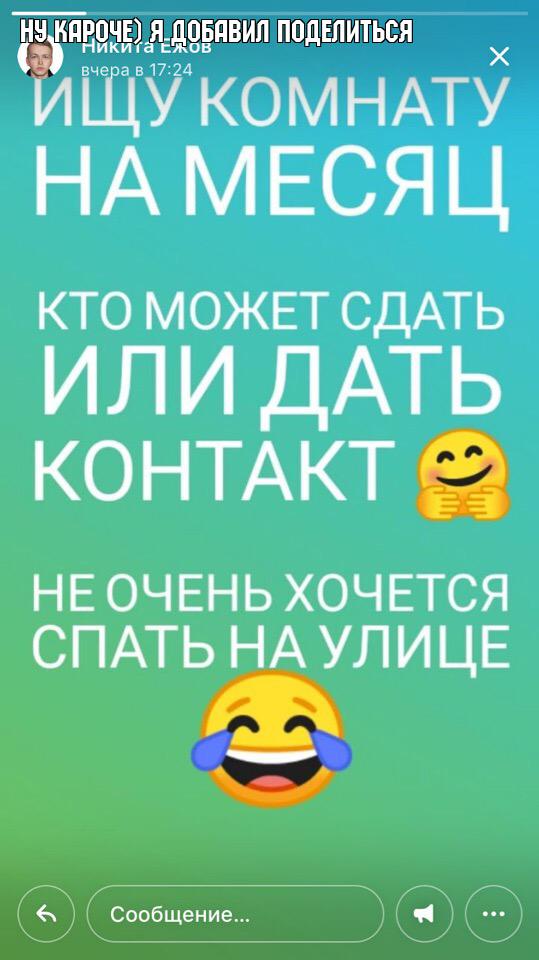 НУ КАРОЧЕ) Я ДОБАВИЛ ПОДЕЛИТЬСЯ
Никита Ежов
вчера в 17:24
ИЩУ КОМНАТУ
НА МЕСЯЦ
КТО МОЖЕТ СДАТЬ
ИЛИ ДАТЬ
КОНТАКТ 🤗
НЕ ОЧЕНЬ ХОЧЕТСЯ
СПАТЬ НА УЛИЦЕ
😂
Сообщение...